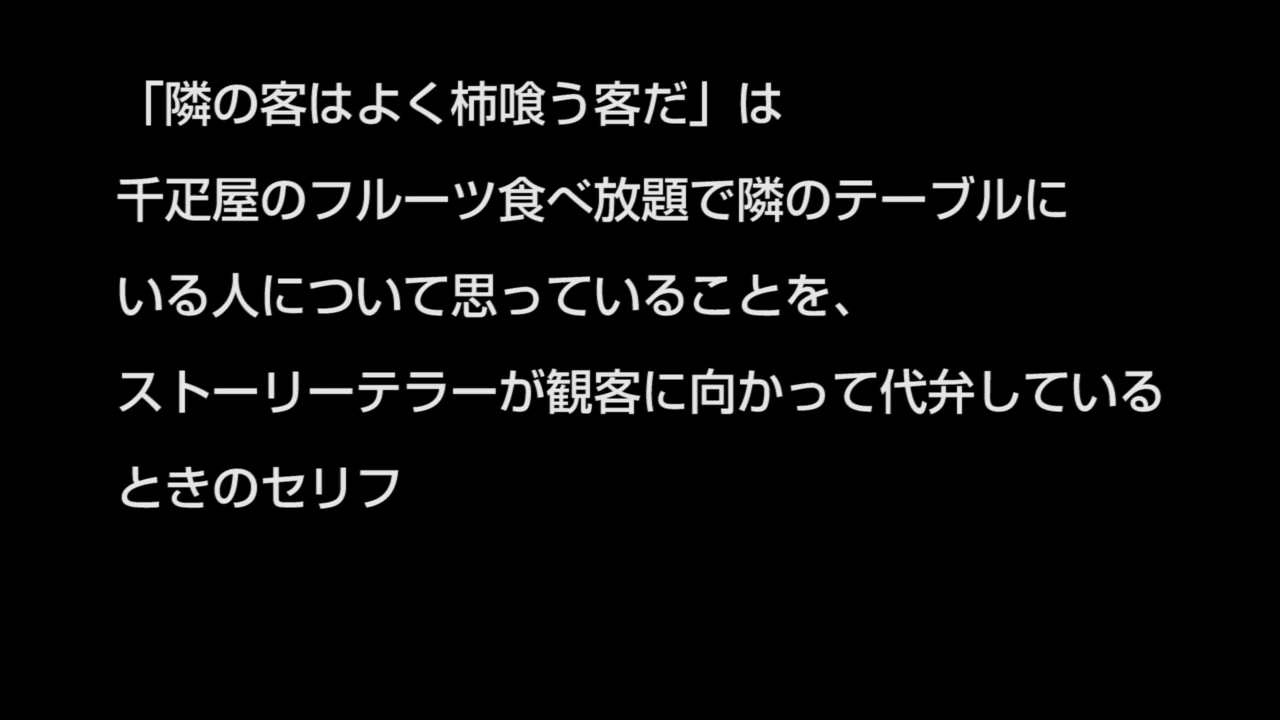 「隣の客はよく柿喰う客だ」は
千疋屋のフルーツ食べ放題で隣のテーブルに
いる人について思っていることを、
ストーリーテラーが観客に向かって代弁している
ときのセリフ